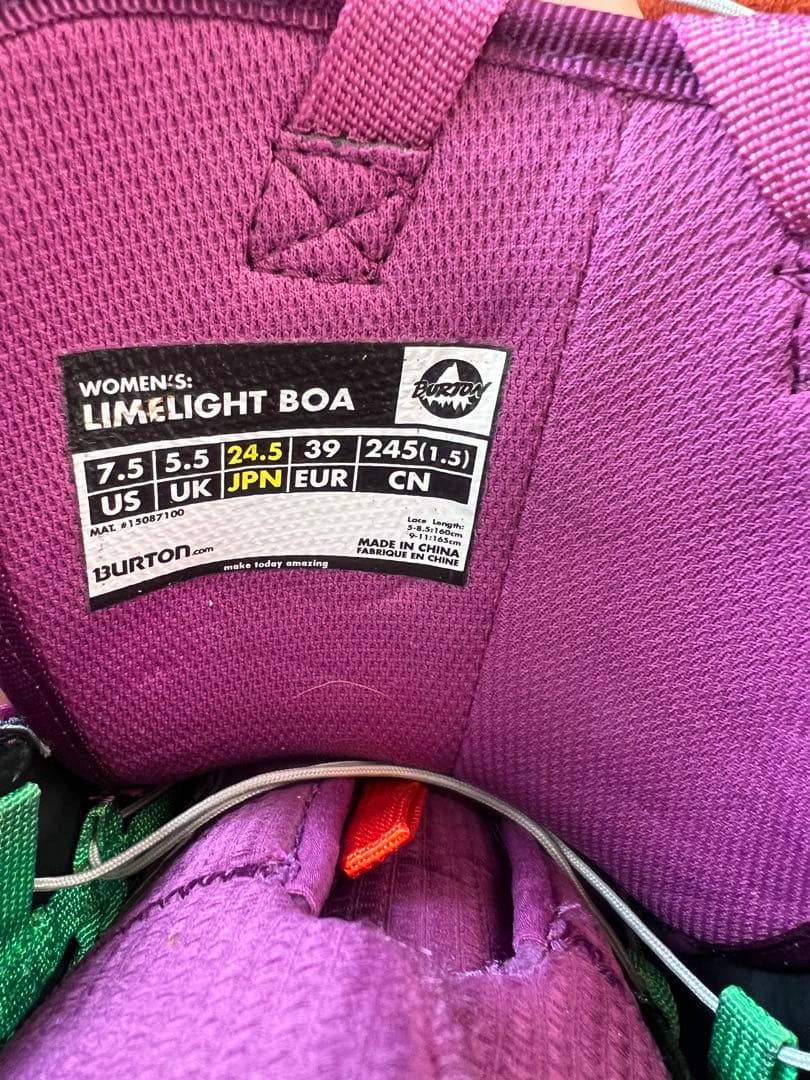 WOMEN'S:
LIMELIGHT BOA
BURTON
7.5 5.5 24.5 39 245(1.5)
US UK JPN EUR CN
MAT. #15087100
Lace Length:
5-8.5:160cm
9-11:165cm
MADE IN CHINA
FABRIQUE EN CHINE
BURTON.com
make today amazing